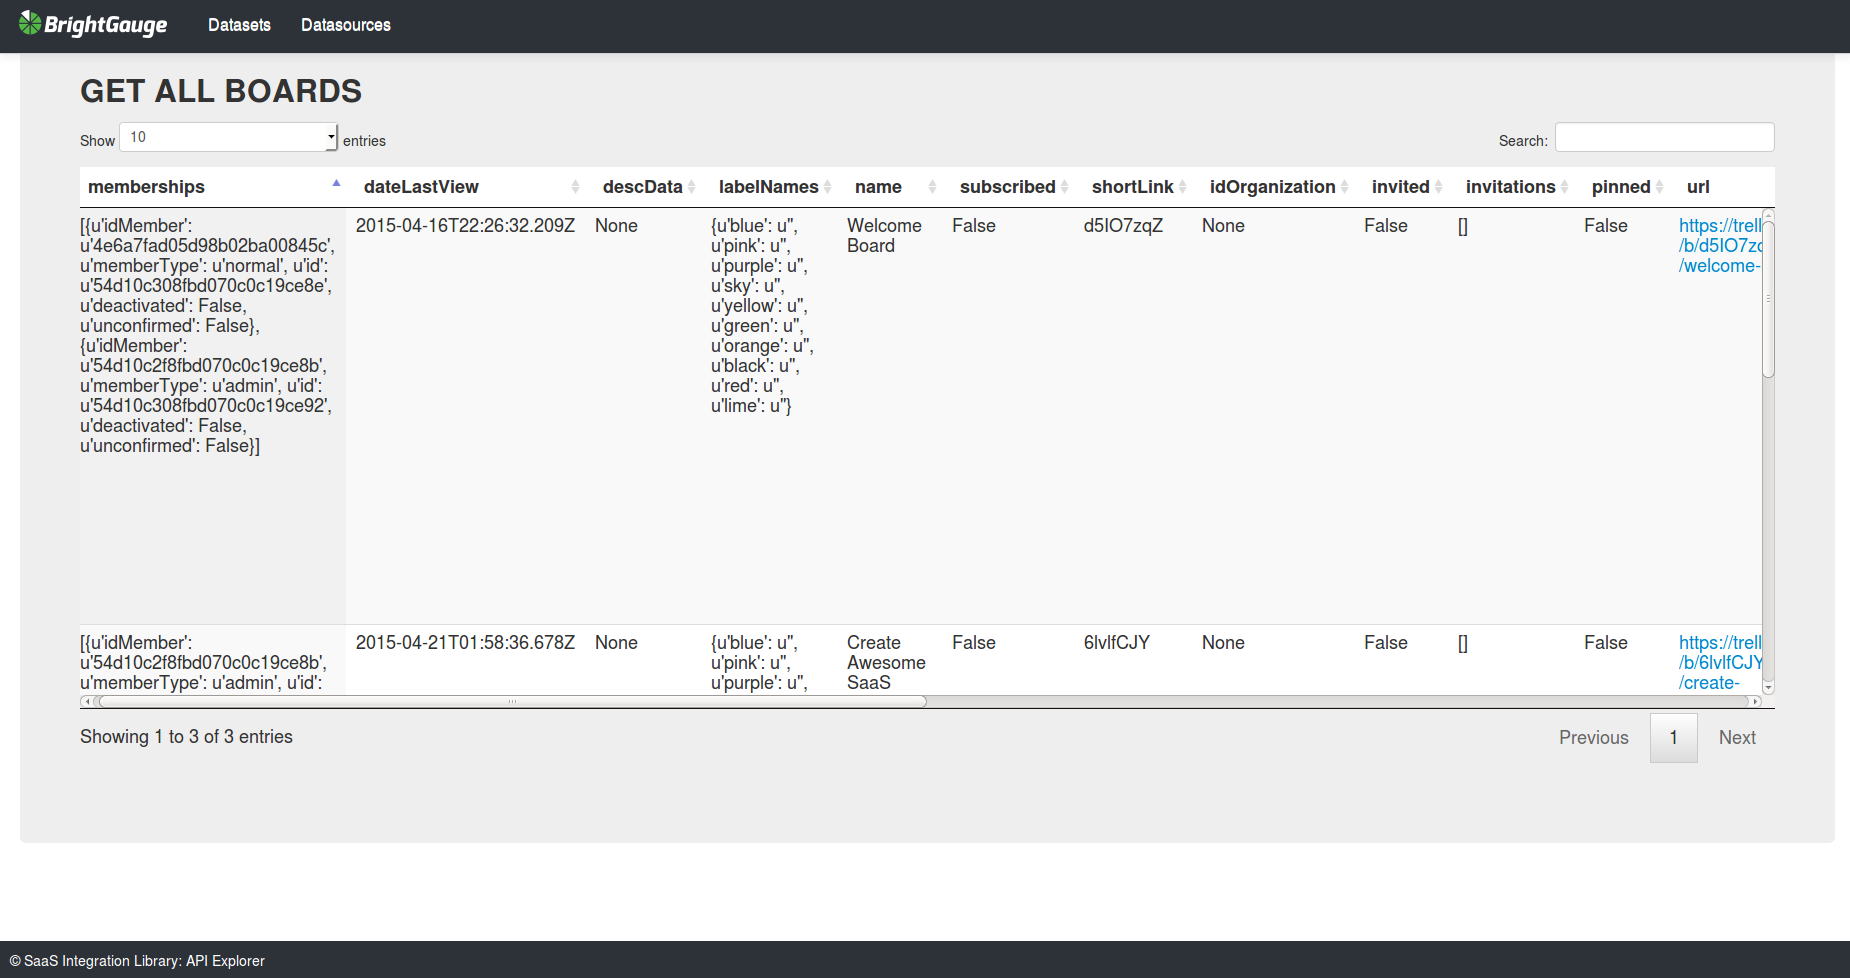 BrightGauge Datasets Datasources
GET ALL BOARDS
Show 10 entries Search:
memberships dateLastView descData labelNames name subscribed shortLink idOrganization invited invitations pinned url
[{u'idMember':
u'4e6a7fad05d98b02ba00845c',
u'memberType': u'normal', u'id':
u'54d10c308fbd070c0c19ce8e',
u'deactivated': False,
u'unconfirmed': False},
{u'idMember':
u'54d10c2f8fbd070c0c19ce8b',
u'memberType': u'admin', u'id':
u'54d10c308fbd070c0c19ce92',
u'deactivated': False,
u'unconfirmed': False}]
2015-04-16T22:26:32.209Z
None
{u'blue': u'',
u'pink': u'',
u'purple': u'',
u'sky': u'',
u'yellow': u'',
u'green': u'',
u'orange': u'',
u'black': u'',
u'red': u'',
u'lime': u''}
Welcome
Board
False
d5IO7zqZ
None
False
[]
False
https://trell
/b/d5IO7zq
/welcome-
[{u'idMember':
u'54d10c2f8fbd070c0c19ce8b',
u'memberType': u'admin', u'id':
2015-04-21T01:58:36.678Z
None
{u'blue': u'',
u'pink': u'',
u'purple': u'',
Create
Awesome
SaaS
False
6lvlfCJY
None
False
[]
False
https://trell
/b/6lvlfCJY
/create-
Showing 1 to 3 of 3 entries
Previous 1 Next
© SaaS Integration Library: API Explorer